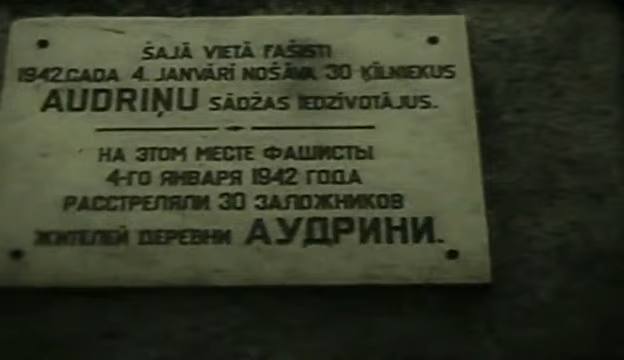 ŠAJĀ VIETĀ FAŠISTI
1942.GADA 4. JANVĀRĪ NOŠĀVA 30 ĶĪLNIEKUS
AUDRIŅU SĀDŽAS IEDZĪVOTĀJUS.
НА ЭТОМ МЕСТЕ ФАШИСТЫ
4-ГО ЯНВАРЯ 1942 ГОДА
РАССТРЕЛЯЛИ 30 ЗАЛОЖНИКОВ
ЖИТЕЛЕЙ ДЕРЕВНИ АУДРИНИ.